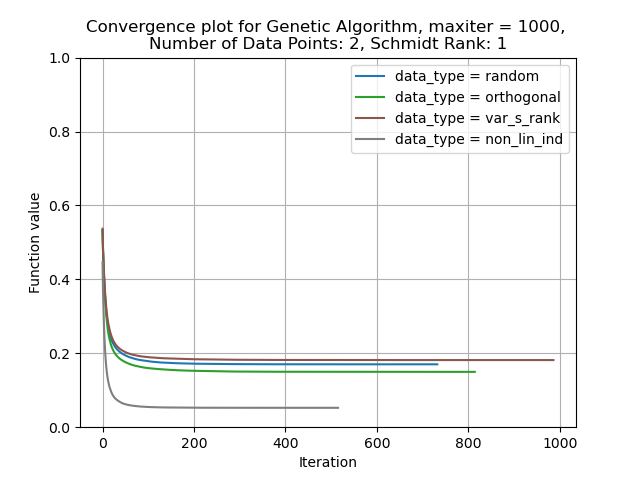 Convergence plot for Genetic Algorithm, maxiter = 1000,
Number of Data Points: 2, Schmidt Rank: 1
data_type = random
data_type = orthogonal
data_type = var_s_rank
data_type = non_lin_ind
Function value
1.0
0.8
0.6
0.4
0.2
0.0
0 200 400 600 800 1000
Iteration